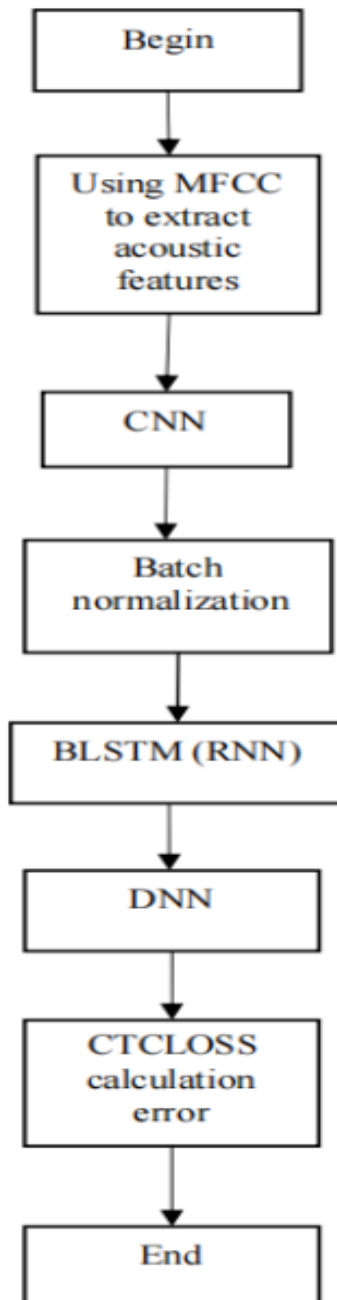 Begin
Using MFCC
to extract
acoustic
features
CNN
Batch
normalization
BLSTM (RNN)
DNN
CTCLOSS
calculation
error
End